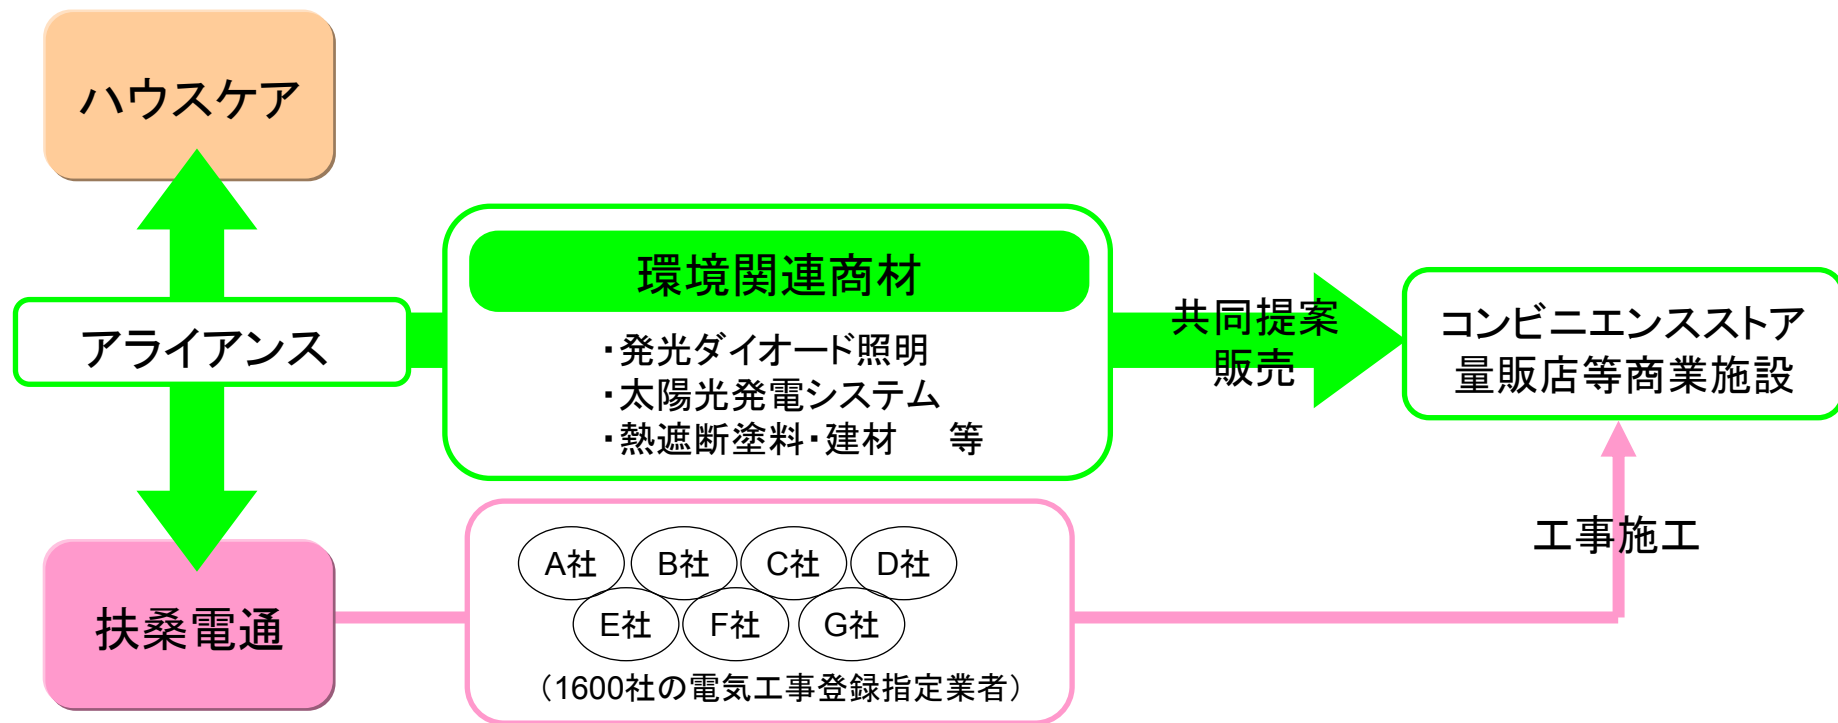 ハウスケア
アライアンス
扶桑電通
環境関連商材
・発光ダイオード照明
・太陽光発電システム
・熱遮断塗料・建材　等
共同提案
販売
コンビニエンスストア
量販店等商業施設
A社 B社 C社 D社
E社 F社 G社
（1600社の電気工事登録指定業者）
工事施工